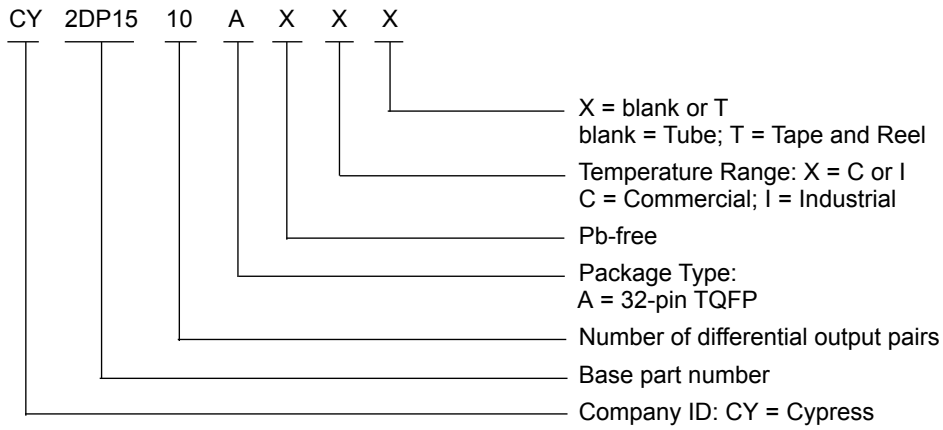 CY 2DP15 10 A X X X
X = blank or T
blank = Tube; T = Tape and Reel
Temperature Range: X = C or I
C = Commercial; I = Industrial
Pb-free
Package Type:
A = 32-pin TQFP
Number of differential output pairs
Base part number
Company ID: CY = Cypress